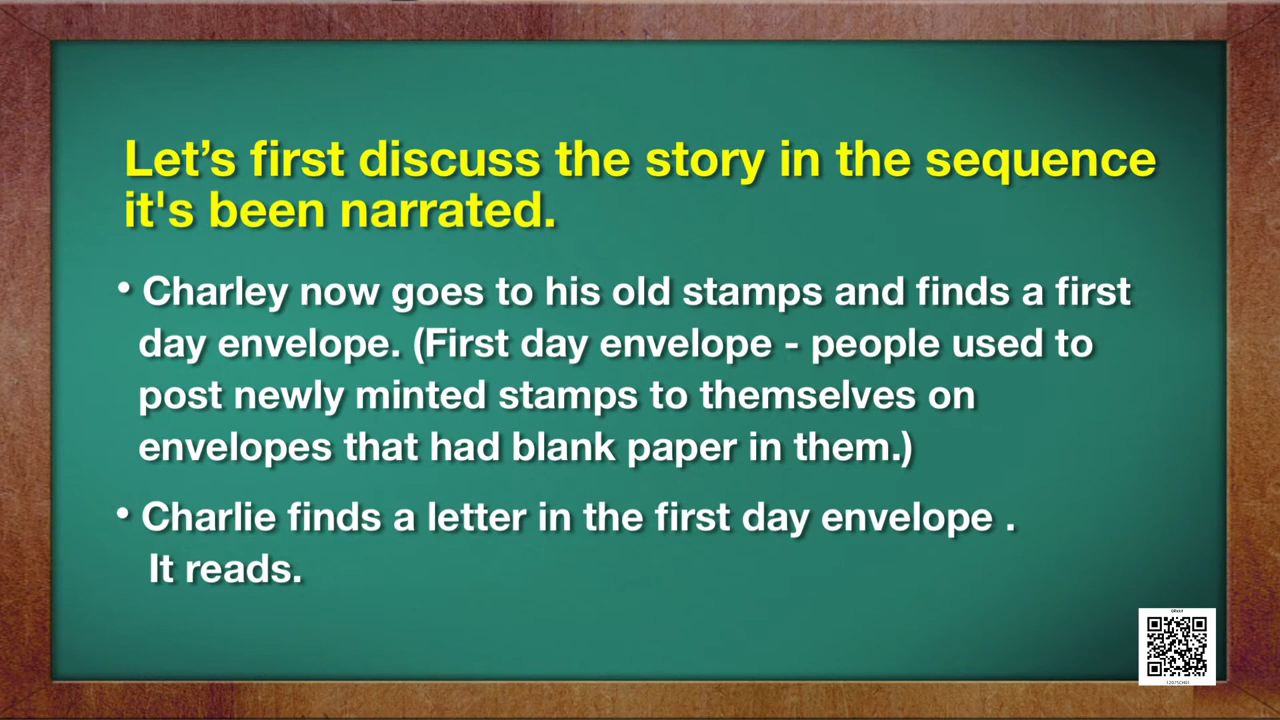 Let’s first discuss the story in the sequence
it's been narrated.
• Charley now goes to his old stamps and finds a first
day envelope. (First day envelope - people used to
post newly minted stamps to themselves on
envelopes that had blank paper in them.)
• Charlie finds a letter in the first day envelope .
It reads.